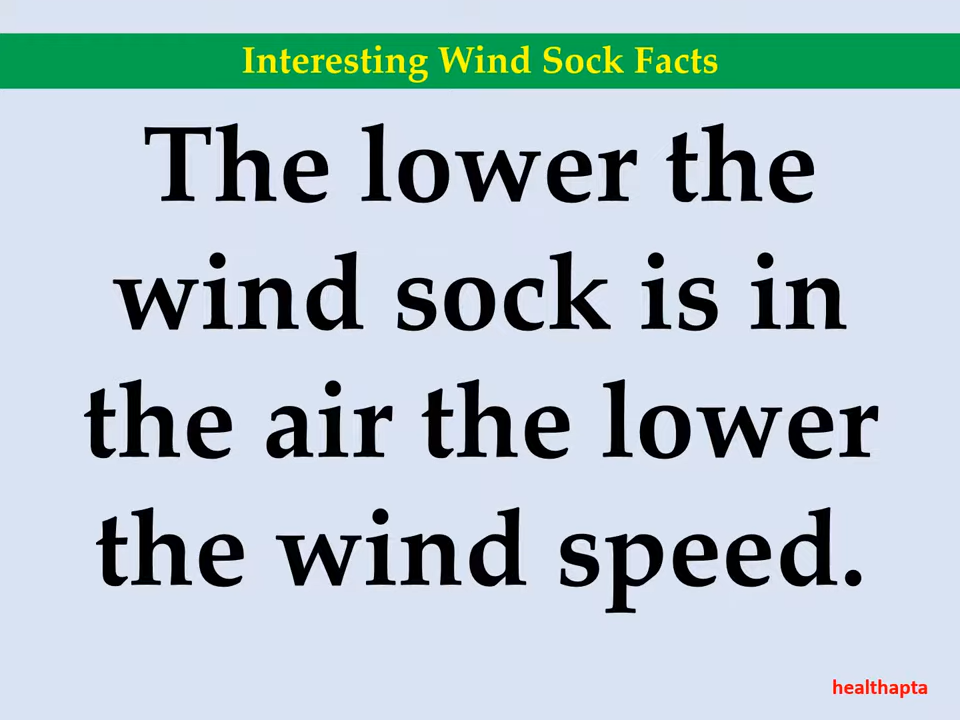 Interesting Wind Sock Facts
The lower the
wind sock is in
the air the lower
the wind speed.
healthapta